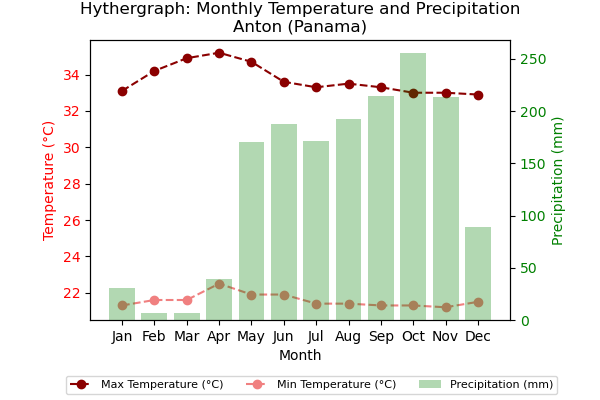 Hythergraph: Monthly Temperature and Precipitation
Anton (Panama)
34
32
30
28
26
24
22
Temperature (°C)
250
200
150
100
50
0
Precipitation (mm)
Jan Feb Mar Apr May Jun Jul Aug Sep Oct Nov Dec
Month
Max Temperature (°C) Min Temperature (°C) Precipitation (mm)